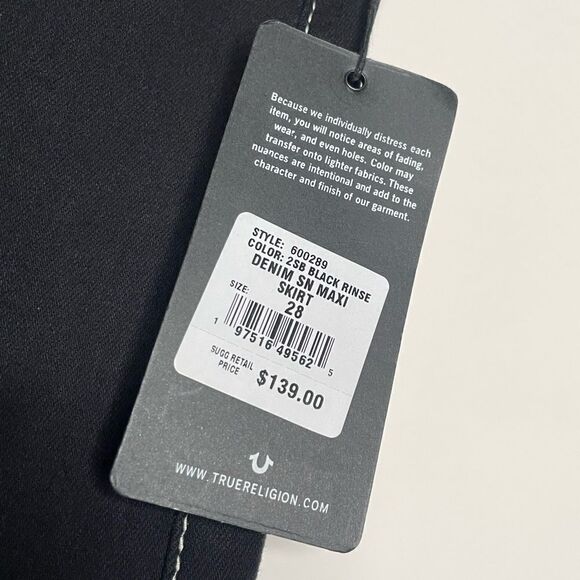 Because we individually distress each
item, you will notice areas of fading,
wear, and even holes. Color may
transfer onto lighter fabrics. These
nuances are intentional and add to the
character and finish of our garment.
STYLE: 600289
COLOR: 2SB BLACK RINSE
DENIM SN MAXI
SKIRT
SIZE: 28
1 97516 49562 5
SUGG RETAIL
PRICE $139.00
WWW.TRUERELIGION.COM